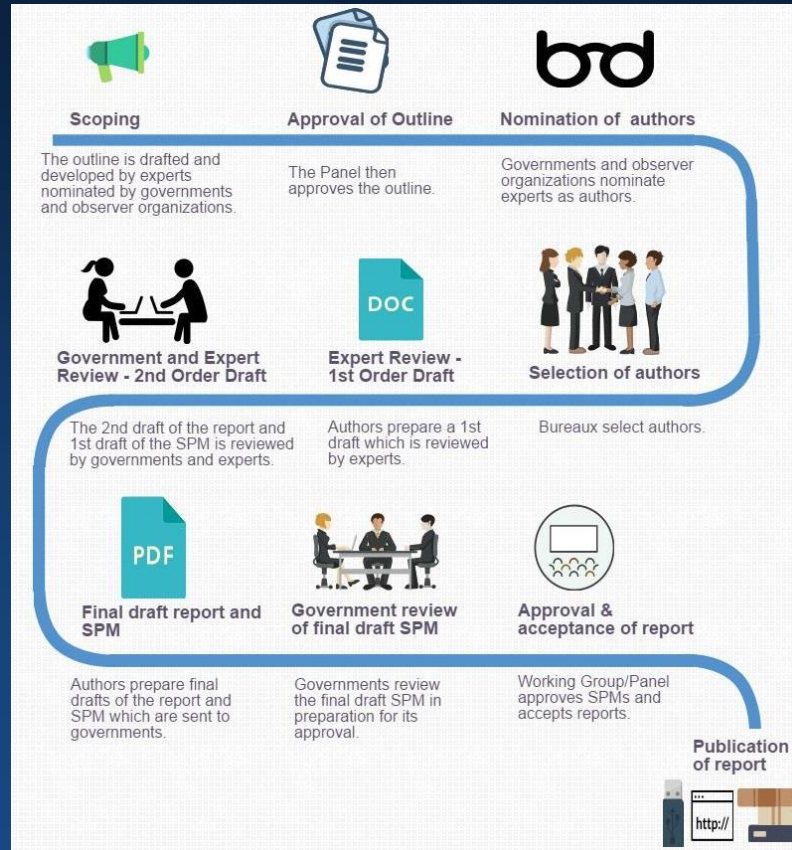 Scoping
The outline is drafted and
developed by experts
nominated by governments
and observer organizations.
Approval of Outline
The Panel then
approves the outline.
Nomination of authors
Governments and observer
organizations nominate
experts as authors.
Selection of authors
Bureaux select authors.
DOC
Expert Review -
1st Order Draft
Authors prepare a 1st
draft which is reviewed
by experts.
Government and Expert
Review - 2nd Order Draft
The 2nd draft of the report and
1st draft of the SPM is reviewed
by governments and experts.
PDF
Final draft report and
SPM
Authors prepare final
drafts of the report and
SPM which are sent to
governments.
Government review
of final draft SPM
Governments review
the final draft SPM in
preparation for its
approval.
Approval &
acceptance of report
Working Group/Panel
approves SPMs and
accepts reports.
Publication
of report
http://